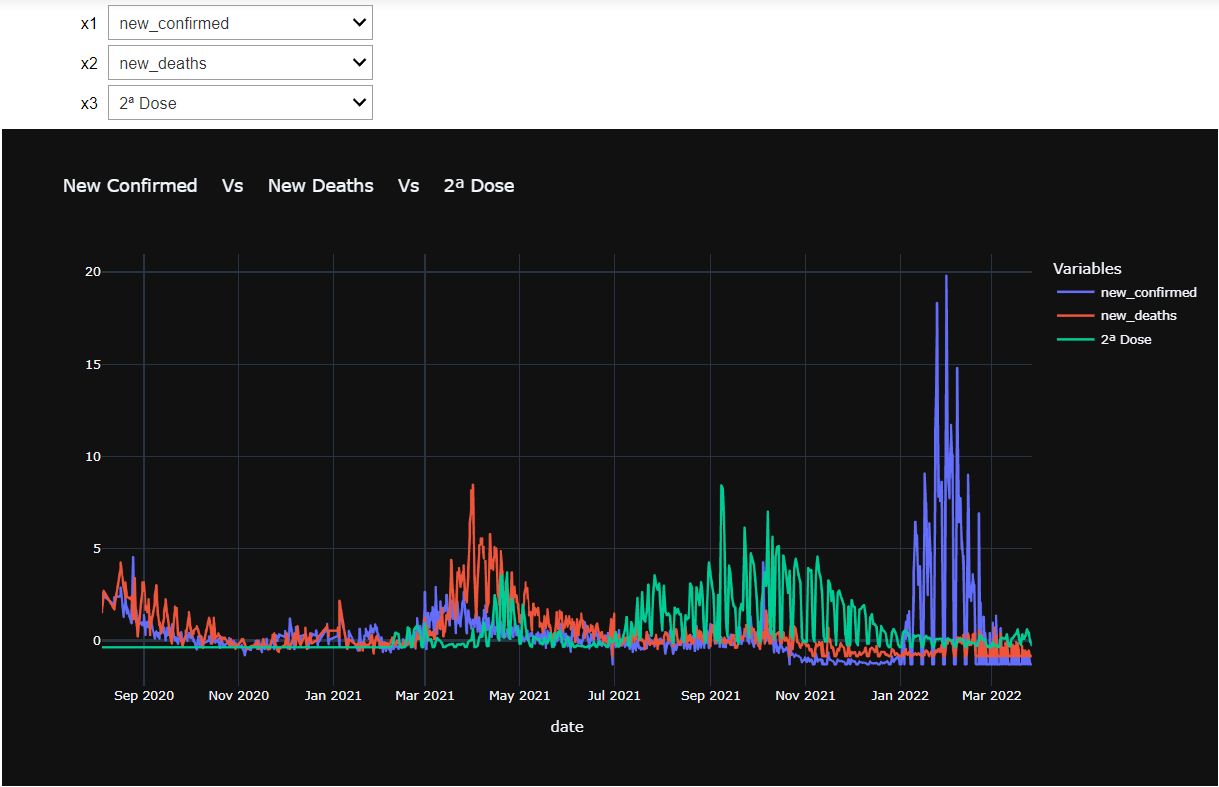 x1 new_confirmed
x2 new_deaths
x3 2ª Dose
New Confirmed Vs New Deaths Vs 2ª Dose
Variables
new_confirmed
new_deaths
2ª Dose
20
15
10
5
0
Sep 2020 Nov 2020 Jan 2021 Mar 2021 May 2021 Jul 2021 Sep 2021 Nov 2021 Jan 2022 Mar 2022
date